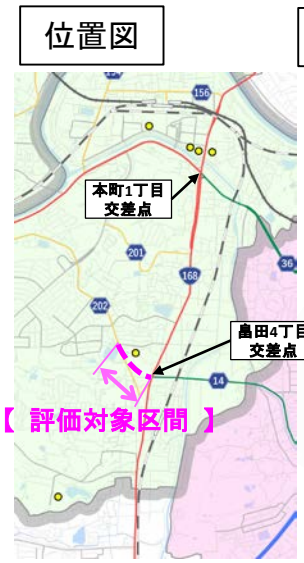 位置図
156
本町1丁目
交差点
201
36
168
202
畠田4丁目
交差点
14
【 評価対象区間 】